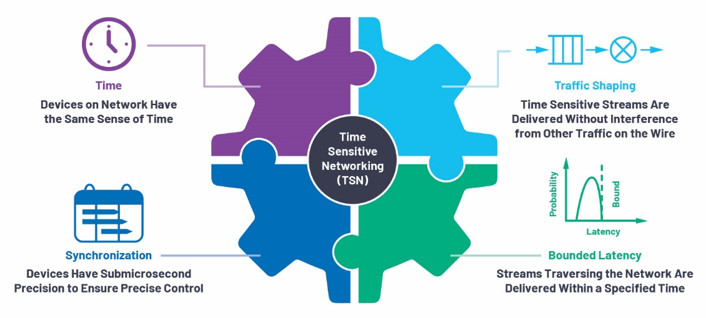 Time
Devices on Network Have
the Same Sense of Time
Traffic Shaping
Time Sensitive Streams Are
Delivered Without Interference
from Other Traffic on the Wire
Time
Sensitive
Networking
(TSN)
Synchronization
Devices Have Submicrosecond
Precision to Ensure Precise Control
Probability
Bound
Latency
Bounded Latency
Streams Traversing the Network Are
Delivered Within a Specified Time